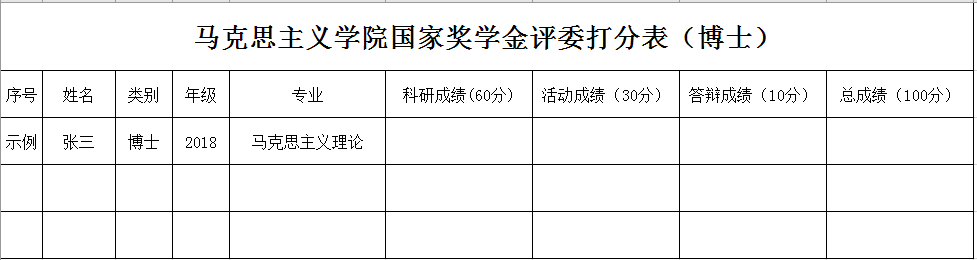 马克思主义学院国家奖学金评委打分表（博士）
序号 姓名 类别 年级 专业 科研成绩(60分） 活动成绩（30分） 答辩成绩（10分） 总成绩（100分）
示例 张三 博士 2018 马克思主义理论